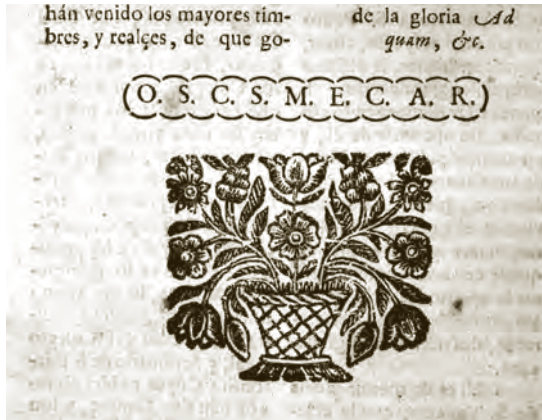 hán venido los mayores tim-
bres, y realçes, de que go-
de la gloria Ad
quam, &c.
(O. S. C. S. M. E. C. A. R.)